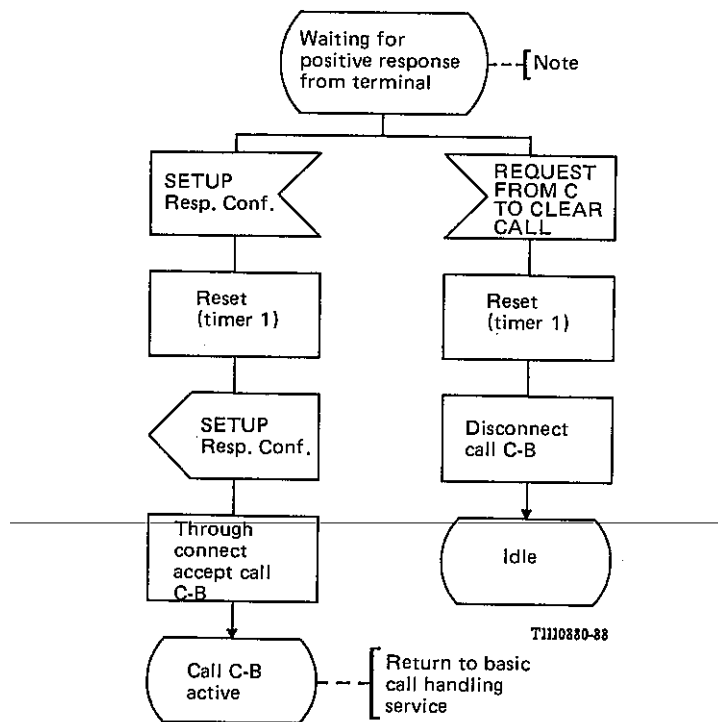 Waiting for
positive response
from terminal
Note
SETUP
Resp. Conf.
REQUEST
FROM C
TO CLEAR
CALL
Reset
(timer 1)
Reset
(timer 1)
SETUP
Resp. Conf.
Disconnect
call C-B
Through
connect
accept call
C-B
Idle
T1110880-88
Call C-B
active
Return to basic
call handling
service